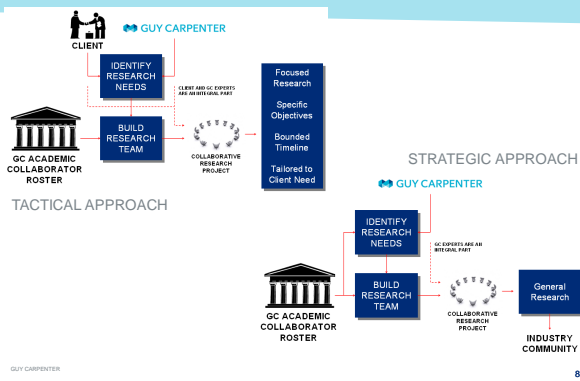 GUY CARPENTER
CLIENT
IDENTIFY
RESEARCH
NEEDS
CLIENT AND GC EXPERTS
ARE AN INTEGRAL PART
BUILD
RESEARCH
TEAM
GC ACADEMIC
COLLABORATOR
ROSTER
COLLABORATIVE
RESEARCH
PROJECT
Focused
Research
Specific
Objectives
Bounded
Timeline
Tailored to
Client Need
TACTICAL APPROACH
STRATEGIC APPROACH
GUY CARPENTER
IDENTIFY
RESEARCH
NEEDS
GC EXPERTS ARE AN
INTEGRAL PART
BUILD
RESEARCH
TEAM
GC ACADEMIC
COLLABORATOR
ROSTER
COLLABORATIVE
RESEARCH
PROJECT
General
Research
INDUSTRY
COMMUNITY
GUY CARPENTER
8